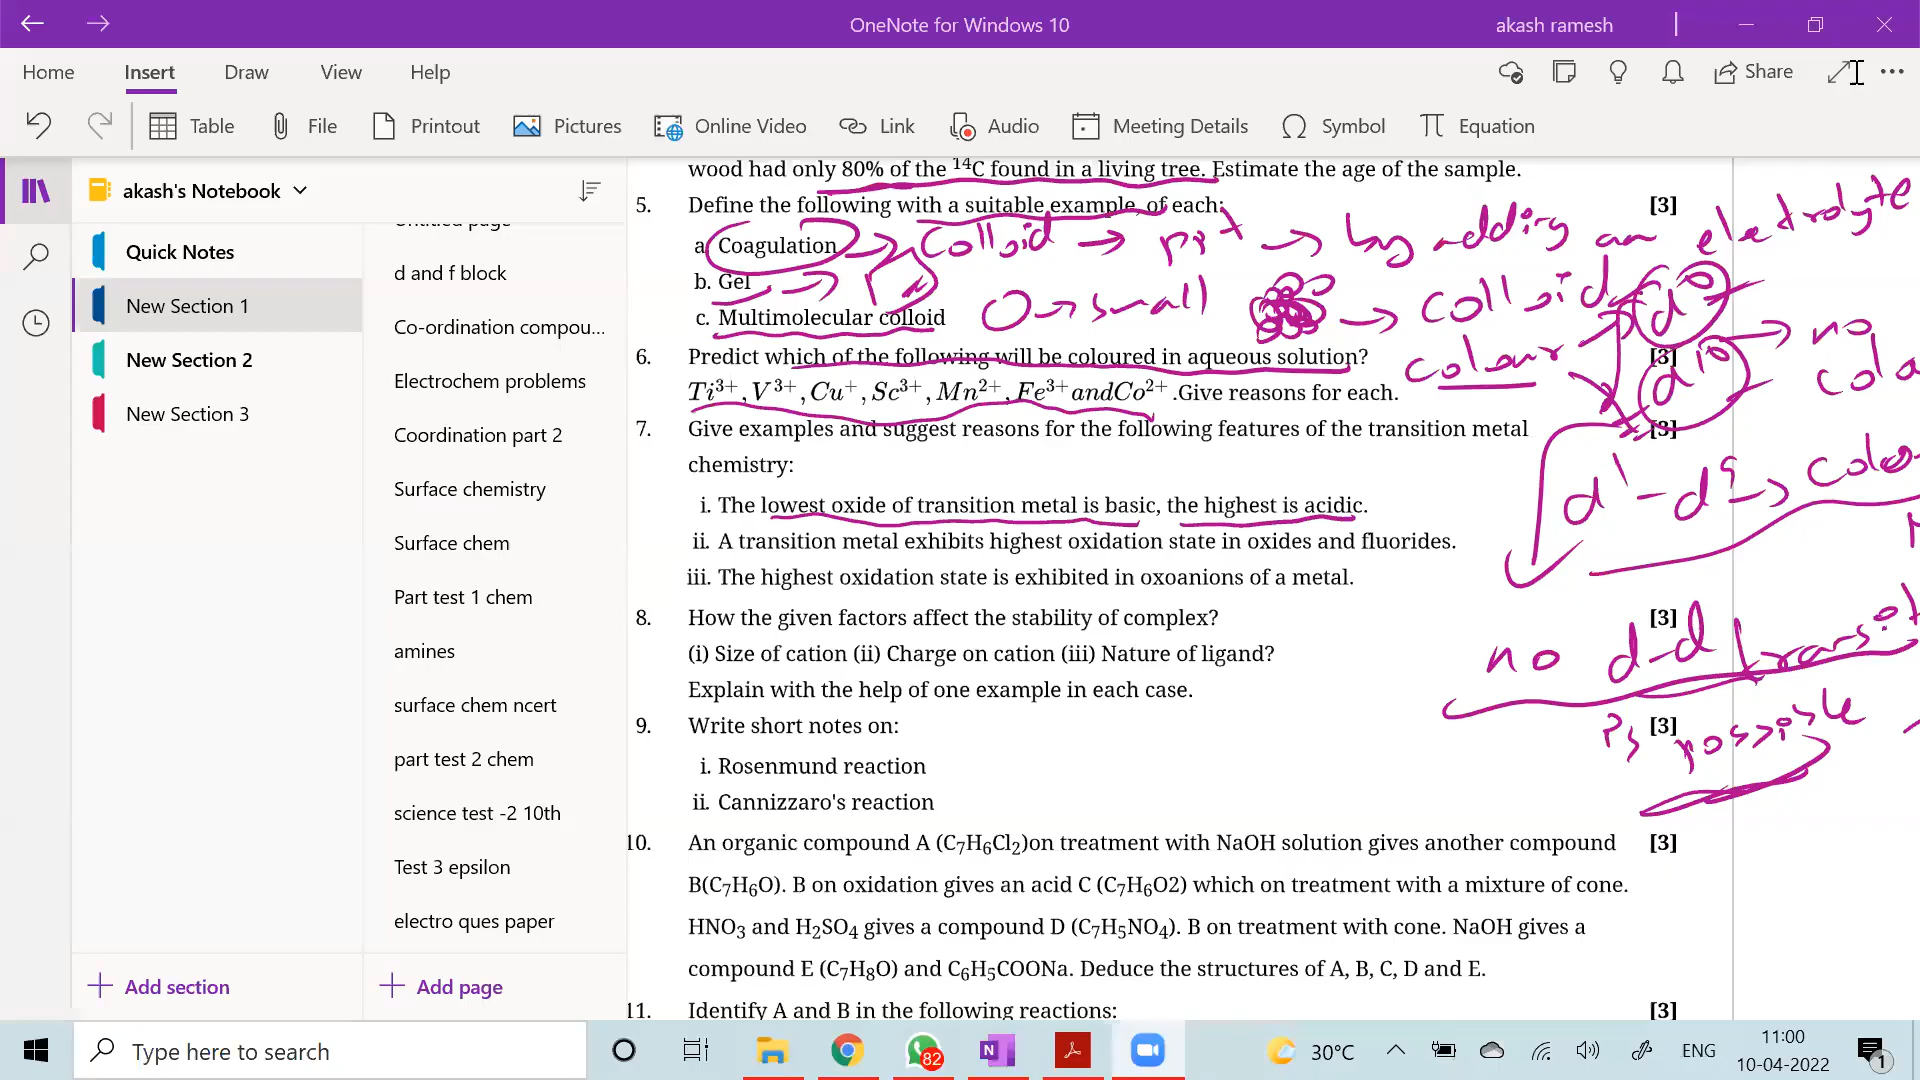 OneNote for Windows 10
akash ramesh
Home Insert Draw View Help
Share
Table File Printout Pictures Online Video Link Audio Meeting Details Symbol Equation
akash's Notebook
Quick Notes
New Section 1
New Section 2
New Section 3
Add section
d and f block
Co-ordination compou...
Electrochem problems
Coordination part 2
Surface chemistry
Surface chem
Part test 1 chem
amines
surface chem ncert
part test 2 chem
science test -2 10th
Test 3 epsilon
electro ques paper
Add page
wood had only 80% of the ¹⁴C found in a living tree. Estimate the age of the sample.
5. Define the following with a suitable example, of each: [3]
a. Coagulation → colloid → ppt → by adding an electrolyte
b. Gel →
c. Multimolecular colloid O → small → colloid
6. Predict which of the following will be coloured in aqueous solution? [3]
Ti³⁺, V³⁺, Cu⁺, Sc³⁺, Mn²⁺, Fe³⁺ andCo²⁺ .Give reasons for each.
colour d⁰ d¹⁰ → no
7. Give examples and suggest reasons for the following features of the transition metal [3]
chemistry:
d¹ - d⁹ →
i. The lowest oxide of transition metal is basic, the highest is acidic.
ii. A transition metal exhibits highest oxidation state in oxides and fluorides.
iii. The highest oxidation state is exhibited in oxoanions of a metal.
8. How the given factors affect the stability of complex? [3]
(i) Size of cation (ii) Charge on cation (iii) Nature of ligand?
no d-d
Explain with the help of one example in each case.
9. Write short notes on: [3]
possible
i. Rosenmund reaction
ii. Cannizzaro's reaction
10. An organic compound A (C₇H₆Cl₂)on treatment with NaOH solution gives another compound [3]
B(C₇H₆O). B on oxidation gives an acid C (C₇H₆O2) which on treatment with a mixture of cone.
HNO₃ and H₂SO₄ gives a compound D (C₇H₅NO₄). B on treatment with cone. NaOH gives a
compound E (C₇H₈O) and C₆H₅COONa. Deduce the structures of A, B, C, D and E.
11. Identify A and B in the following reactions: [3]
Type here to search
82
30°C
ENG
11:00
10-04-2022
1